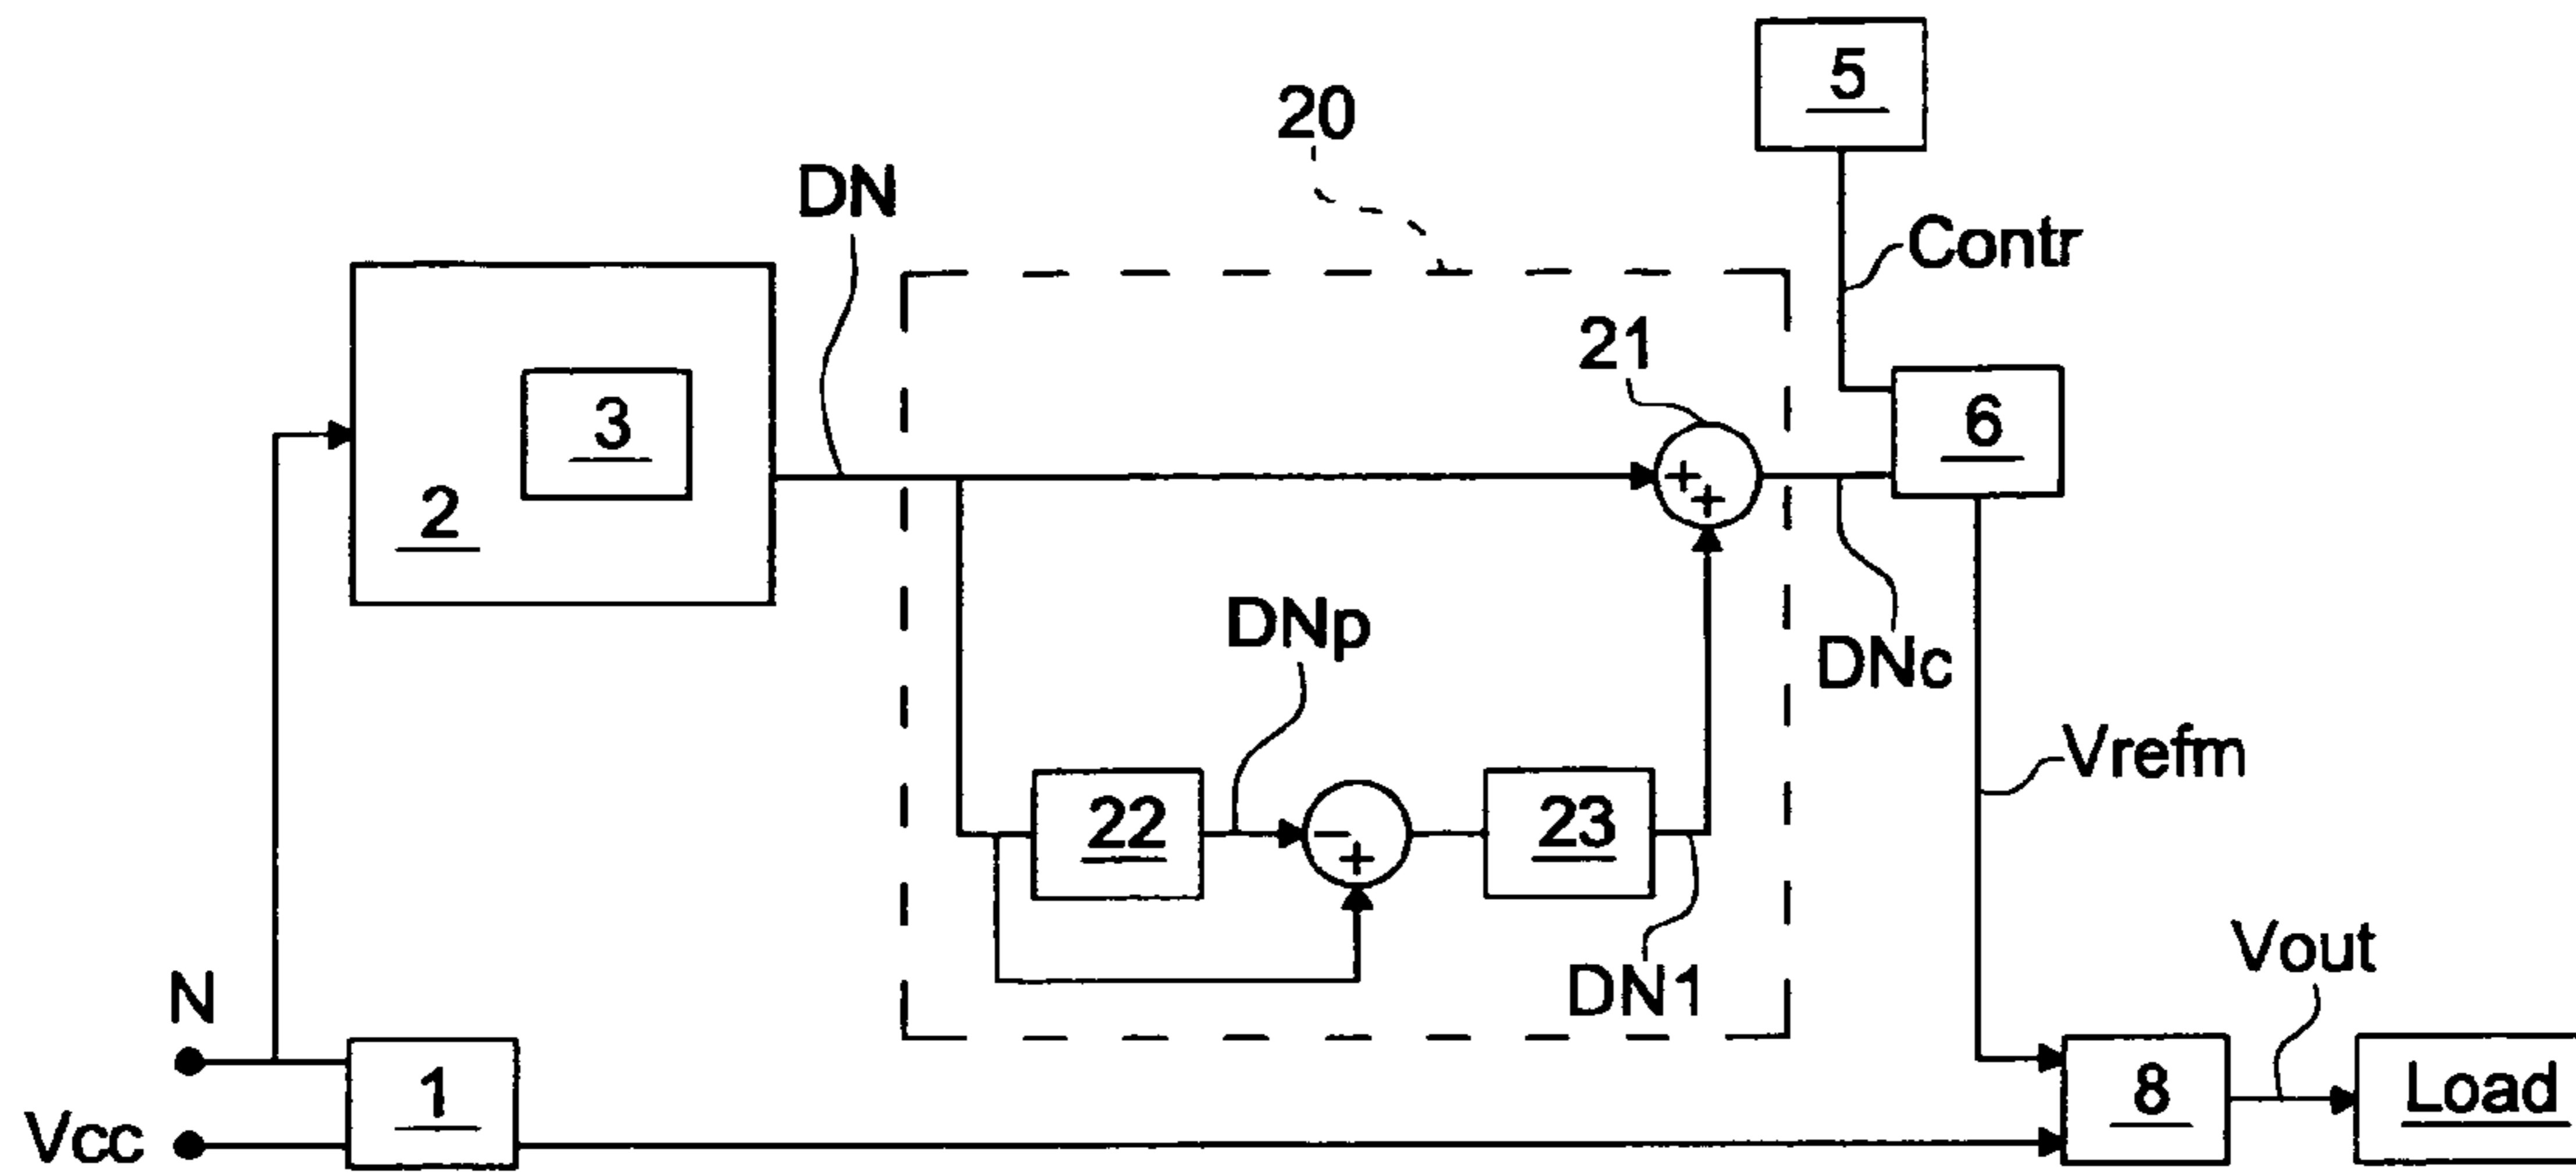 5
20
DN
Contr
21
3
6
2
+
+
DNp
DNc
Vrefm
22
−
+
23
DN1
Vout
N
1
8
Load
Vcc